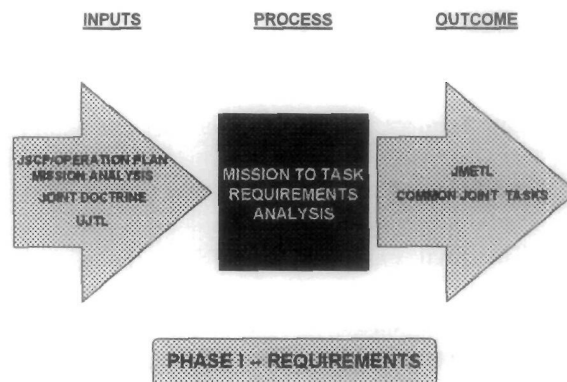 INPUTS
PROCESS
OUTCOME
JSCP/OPERATION PLAN
MISSION ANALYSIS
JOINT DOCTRINE
UJTL
MISSION TO TASK
REQUIREMENTS
ANALYSIS
JMETL
COMMON JOINT TASKS
PHASE I -- REQUIREMENTS